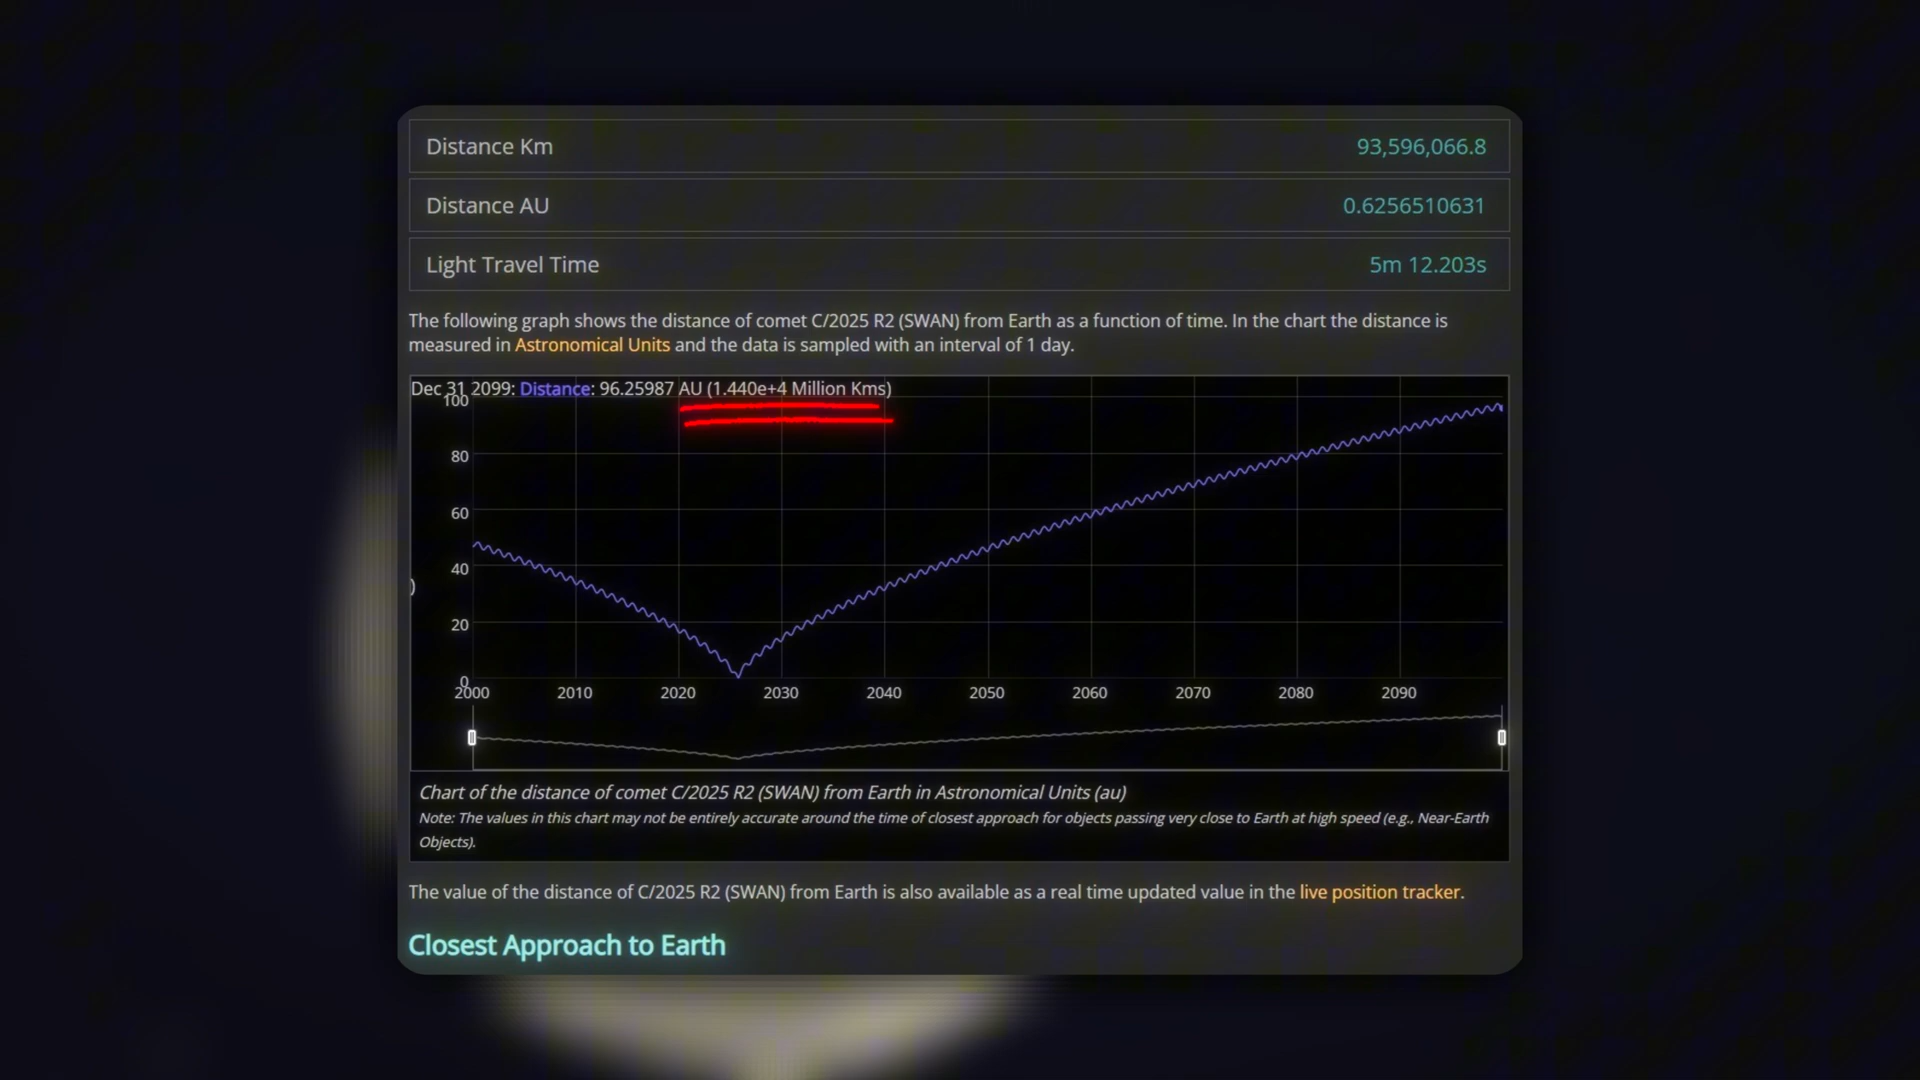 Distance Km 93,596,066.8
Distance AU 0.6256510631
Light Travel Time 5m 12.203s
The following graph shows the distance of comet C/2025 R2 (SWAN) from Earth as a function of time. In the chart the distance is
measured in Astronomical Units and the data is sampled with an interval of 1 day.
Dec 31 2099: Distance: 96.25987 AU (1.440e+4 Million Kms)
100
80
60
40
20
0
)
2000 2010 2020 2030 2040 2050 2060 2070 2080 2090
Chart of the distance of comet C/2025 R2 (SWAN) from Earth in Astronomical Units (au)
Note: The values in this chart may not be entirely accurate around the time of closest approach for objects passing very close to Earth at high speed (e.g., Near-Earth
Objects).
The value of the distance of C/2025 R2 (SWAN) from Earth is also available as a real time updated value in the live position tracker.
Closest Approach to Earth